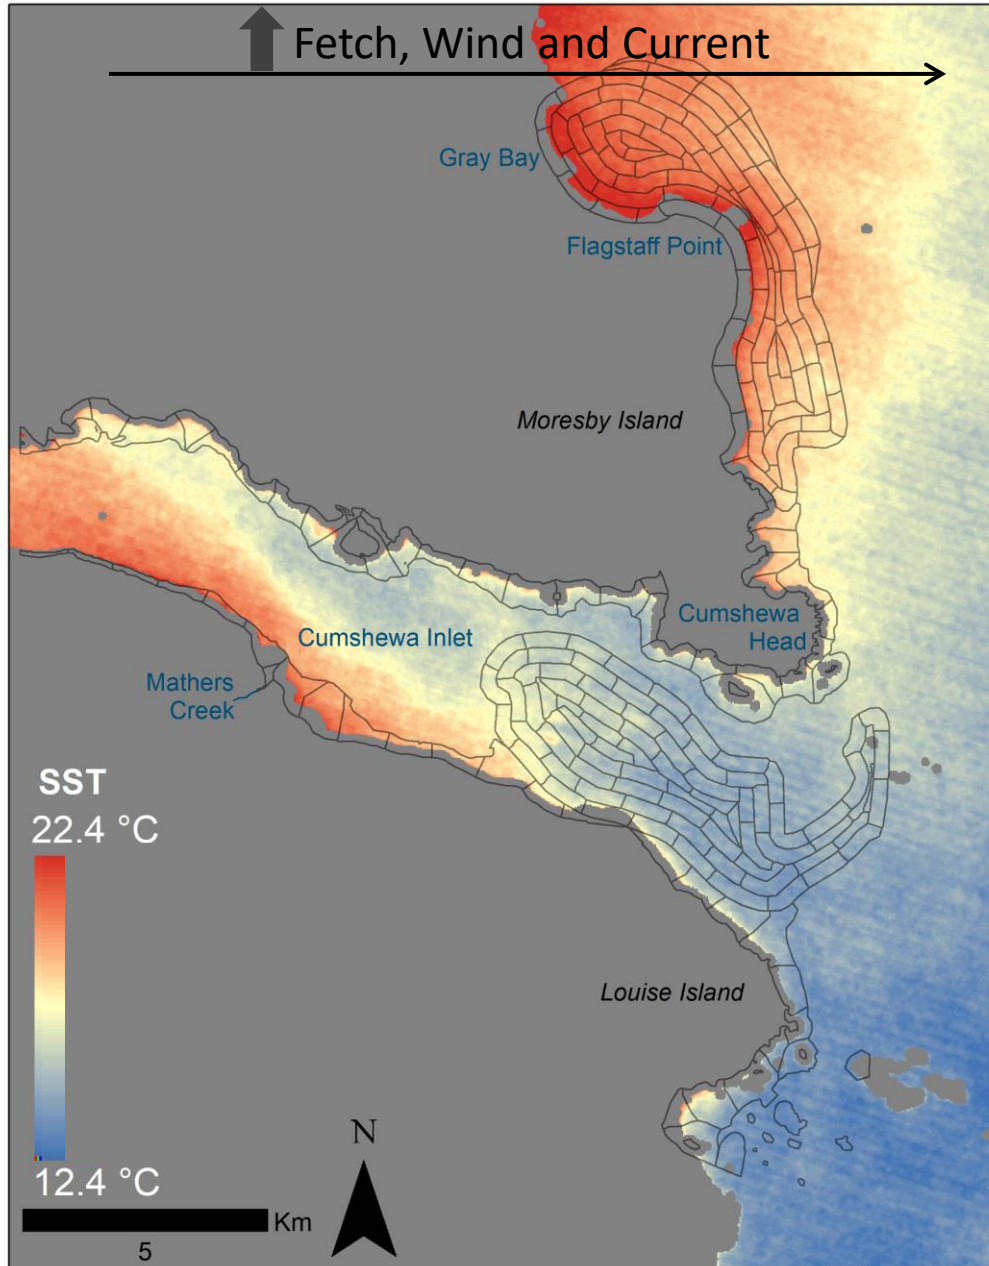 Fetch, Wind and Current
Gray Bay
Flagstaff Point
Moresby Island
Cumshewa
Head
Cumshewa Inlet
Mathers
Creek
SST
22.4 °C
12.4 °C
Louise Island
N
Km
5